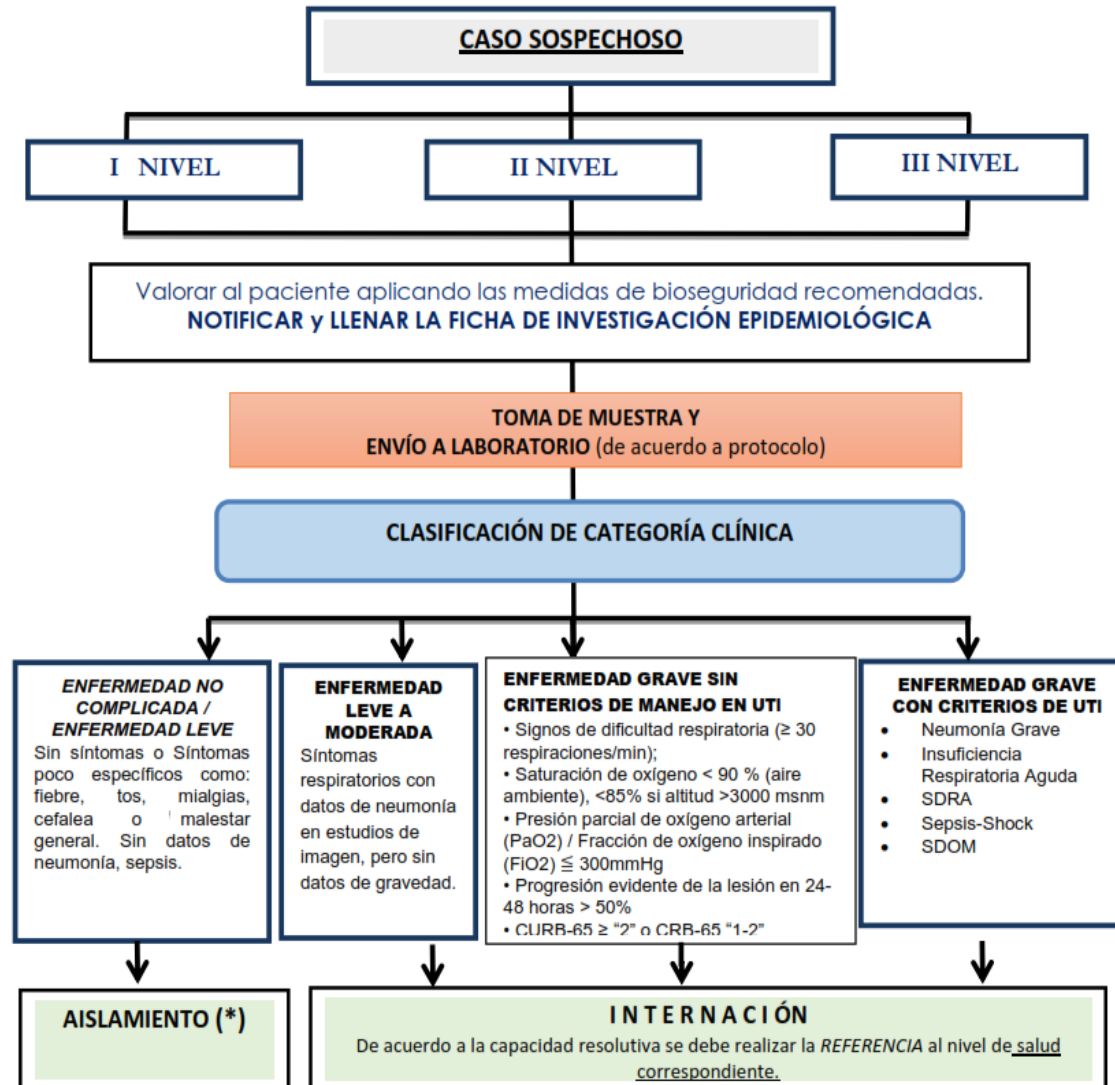 CASO SOSPECHOSO
I NIVEL
II NIVEL
III NIVEL
Valorar al paciente aplicando las medidas de bioseguridad recomendadas.
NOTIFICAR y LLENAR LA FICHA DE INVESTIGACIÓN EPIDEMIOLÓGICA
TOMA DE MUESTRA Y
ENVÍO A LABORATORIO (de acuerdo a protocolo)
CLASIFICACIÓN DE CATEGORÍA CLÍNICA
ENFERMEDAD NO
COMPLICADA /
ENFERMEDAD LEVE
Sin síntomas o Síntomas
poco específicos como:
fiebre, tos, mialgias,
cefalea o malestar
general. Sin datos de
neumonía, sepsis.
ENFERMEDAD
LEVE A
MODERADA
Síntomas
respiratorios con
datos de neumonía
en estudios de
imagen, pero sin
datos de gravedad.
ENFERMEDAD GRAVE SIN
CRITERIOS DE MANEJO EN UTI
• Signos de dificultad respiratoria (≥ 30
respiraciones/min);
• Saturación de oxígeno < 90 % (aire
ambiente), <85% si altitud >3000 msnm
• Presión parcial de oxígeno arterial
(PaO2) / Fracción de oxígeno inspirado
(FiO2) ≦ 300mmHg
• Progresión evidente de la lesión en 24-
48 horas > 50%
• CURB-65 ≥ “2” o CRB-65 “1-2”
ENFERMEDAD GRAVE
CON CRITERIOS DE UTI
• Neumonía Grave
• Insuficiencia
Respiratoria Aguda
• SDRA
• Sepsis-Shock
• SDOM
AISLAMIENTO (*)
I N T E R N A C I ÓN
De acuerdo a la capacidad resolutiva se debe realizar la REFERENCIA al nivel de salud
correspondiente.